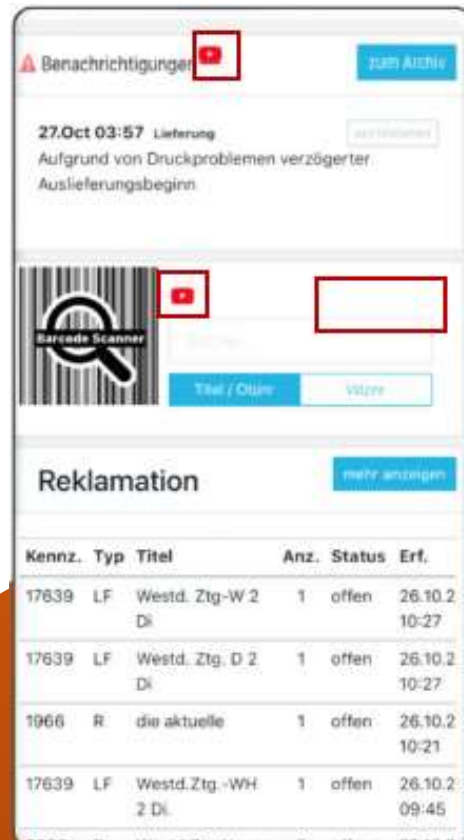 Benachrichtigungen
zum Archiv
27.Oct 03:57 Lieferung
Aufgrund von Druckproblemen verzögerter
Auslieferungsbeginn
Barcode Scanner
Titel / Objnr
Vdznr
Reklamation
mehr anzeigen
Kennz. Typ Titel Anz. Status Erf.
17639 LF Westd. Ztg-W 2 1 offen 26.10.2
Di. 10:27
17639 LF Westd. Ztg. D 2 1 offen 26.10.2
Di 10:27
1966 R die aktuelle 1 offen 26.10.2
10:21
17639 LF Westd.Ztg.-WH 1 offen 26.10.2
2 Di. 09:45